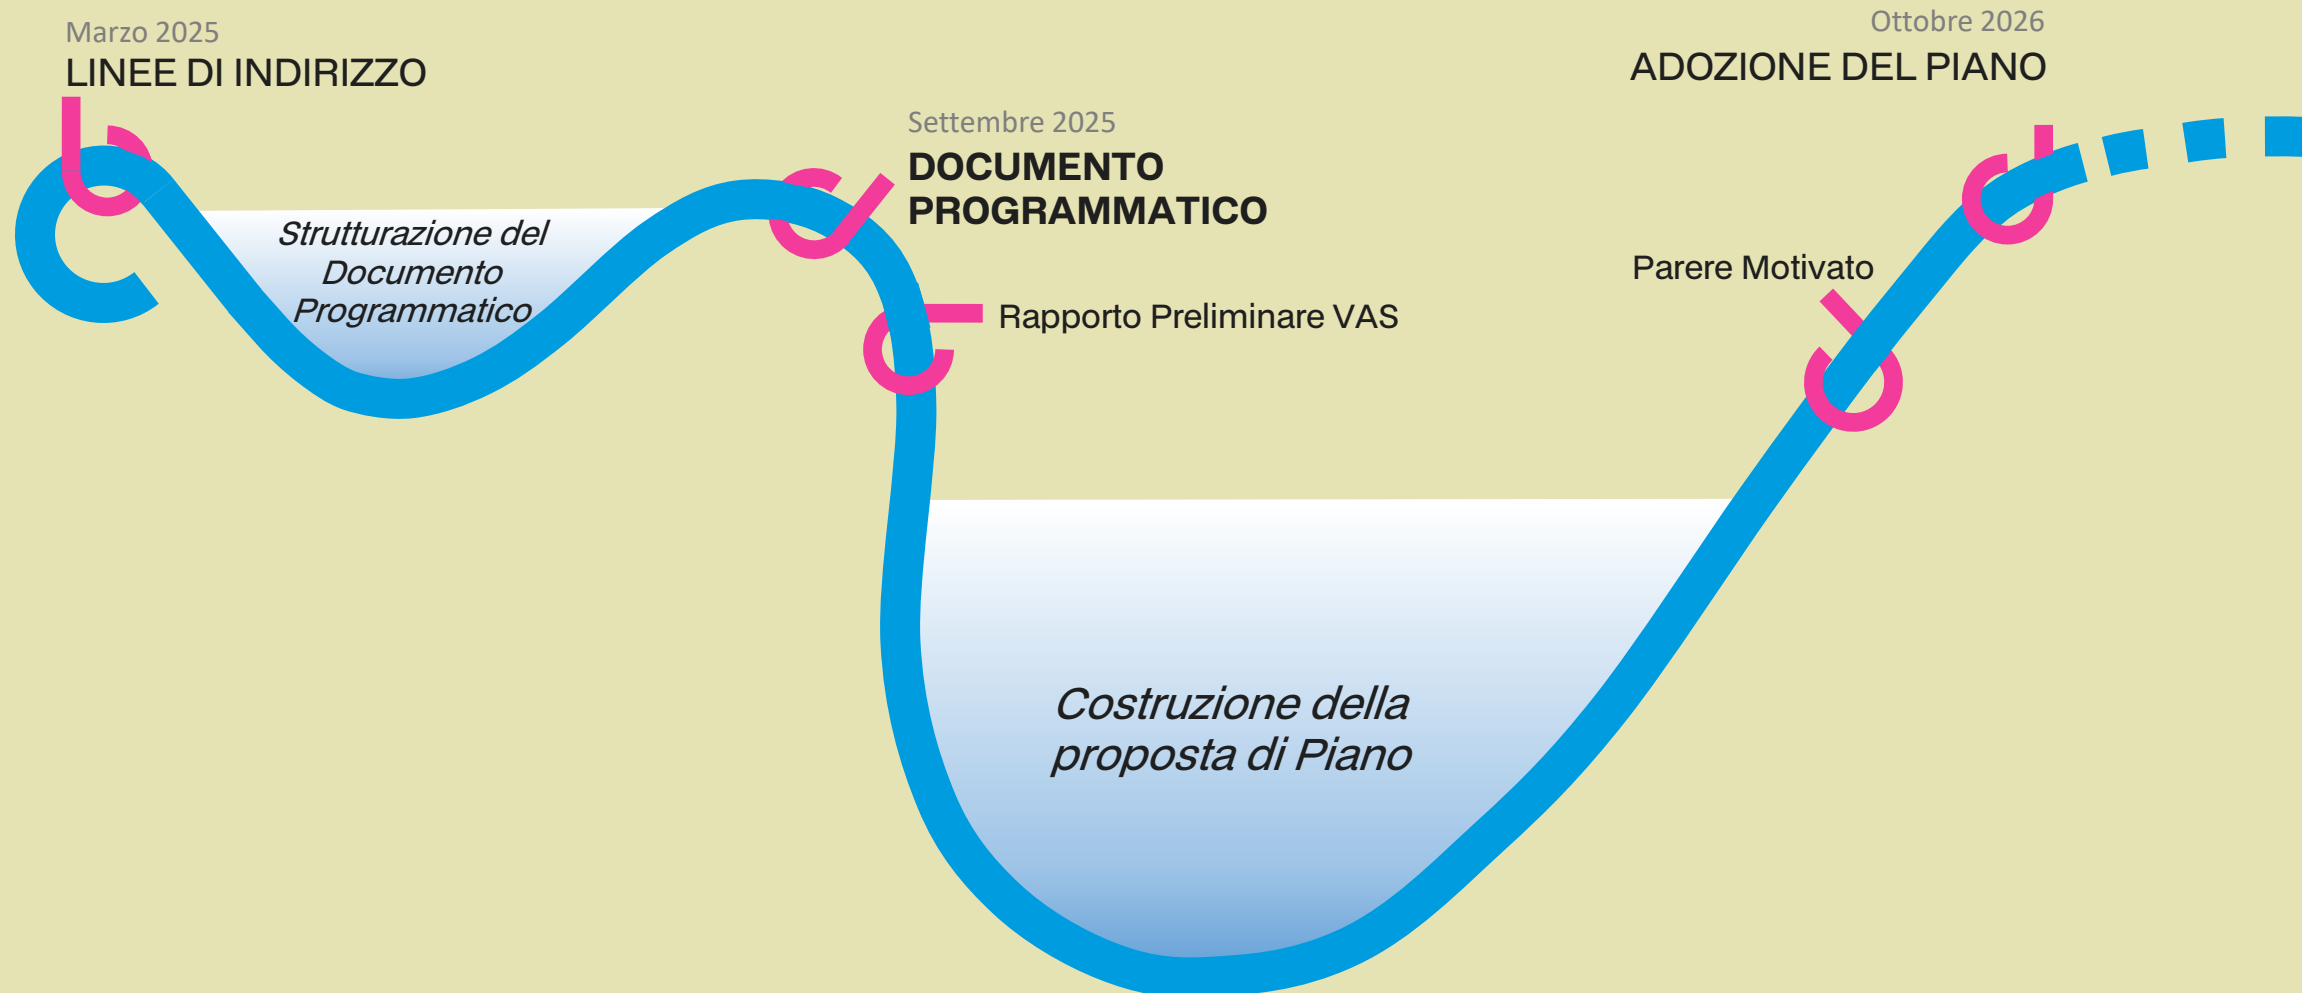 Marzo 2025
LINEE DI INDIRIZZO
Strutturazione del
Documento
Programmatico
Settembre 2025
DOCUMENTO
PROGRAMMATICO
Rapporto Preliminare VAS
Costruzione della
proposta di Piano
Parere Motivato
Ottobre 2026
ADOZIONE DEL PIANO